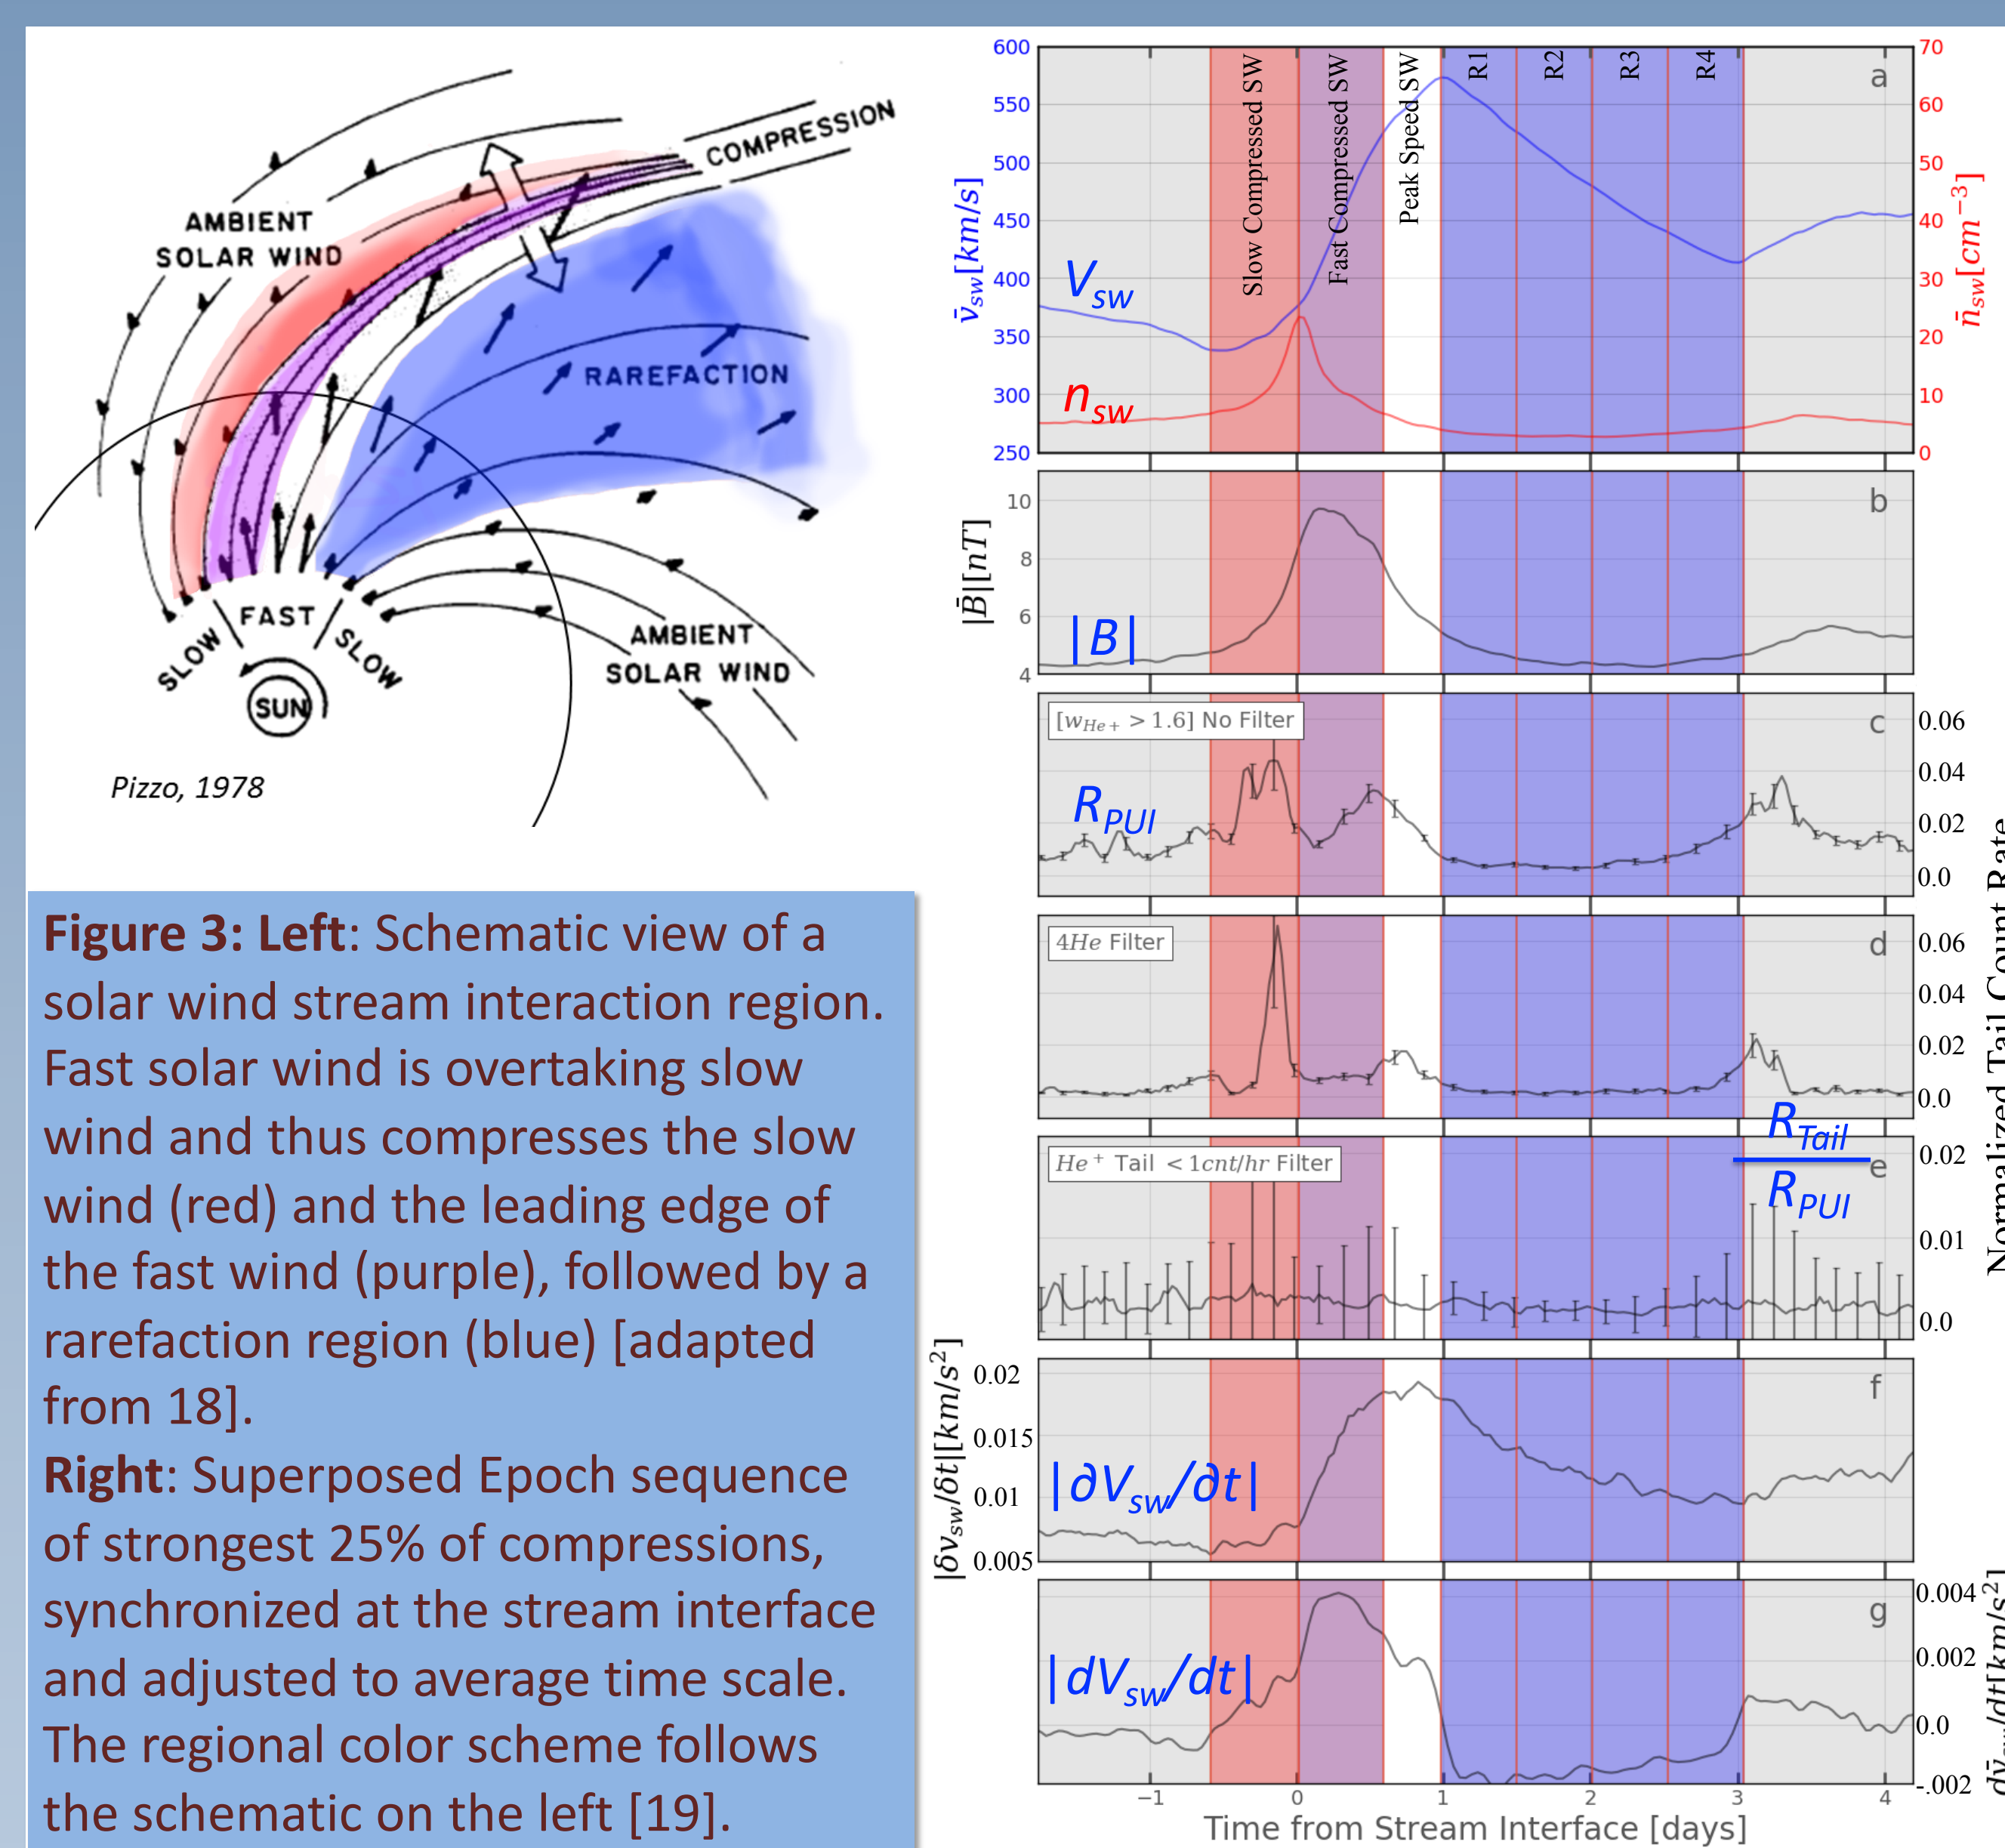 COMPRESSION
AMBIENT
SOLAR WIND
RAREFACTION
FAST
SLOW
SLOW
SUN
AMBIENT
SOLAR WIND
Pizzo, 1978
Figure 3: Left: Schematic view of a
solar wind stream interaction region.
Fast solar wind is overtaking slow
wind and thus compresses the slow
wind (red) and the leading edge of
the fast wind (purple), followed by a
rarefaction region (blue) [adapted
from 18].
Right: Superposed Epoch sequence
of strongest 25% of compressions,
synchronized at the stream interface
and adjusted to average time scale.
The regional color scheme follows
the schematic on the left [19].
Slow Compressed SW
Fast Compressed SW
Peak Speed SW
R1
R2
R3
R4
a
600
550
500
450
400
350
300
250
v̄sw[km/s]
Vsw
nsw
70
60
50
40
30
20
10
0
n̄sw[cm⁻³]
b
10
8
6
4
|B̄|[nT]
|B|
[wHe+ > 1.6] No Filter
c
RPUI
0.06
0.04
0.02
0.0
4He Filter
d
0.06
0.04
0.02
0.0
Normalized Tail Count Rate
He⁺ Tail < 1cnt/hr Filter
e
RTail
RPUI
0.02
0.01
0.0
f
0.02
0.015
0.01
0.005
|δvsw/δt|[km/s²]
|∂Vsw/∂t|
g
|dVsw/dt|
0.004
0.002
0.0
-.002
dv̄sw/dt[km/s²]
−1
0
1
2
3
4
Time from Stream Interface [days]